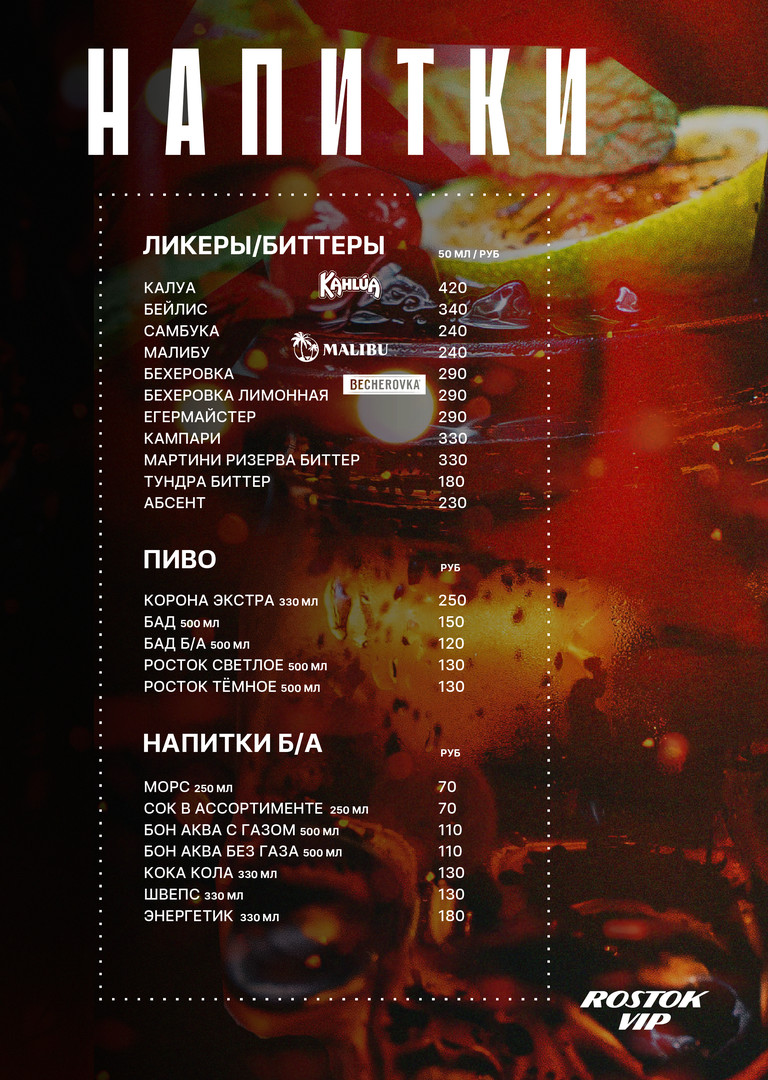 НАПИТКИ
ЛИКЕРЫ/БИТТЕРЫ 50 МЛ / РУБ
КАЛУА KAHLÚA 420
БЕЙЛИС 340
САМБУКА 240
МАЛИБУ MALIBU 240
БЕХЕРОВКА BECHEROVKA 290
БЕХЕРОВКА ЛИМОННАЯ 290
ЕГЕРМАЙСТЕР 290
КАМПАРИ 330
МАРТИНИ РИЗЕРВА БИТТЕР 330
ТУНДРА БИТТЕР 180
АБСЕНТ 230
ПИВО РУБ
КОРОНА ЭКСТРА 330 МЛ 250
БАД 500 МЛ 150
БАД Б/А 500 МЛ 120
РОСТОК СВЕТЛОЕ 500 МЛ 130
РОСТОК ТЁМНОЕ 500 МЛ 130
НАПИТКИ Б/А РУБ
МОРС 250 МЛ 70
СОК В АССОРТИМЕНТЕ 250 МЛ 70
БОН АКВА С ГАЗОМ 500 МЛ 110
БОН АКВА БЕЗ ГАЗА 500 МЛ 110
КОКА КОЛА 330 МЛ 130
ШВЕПС 330 МЛ 130
ЭНЕРГЕТИК 330 МЛ 180
ROSTOK
VIP